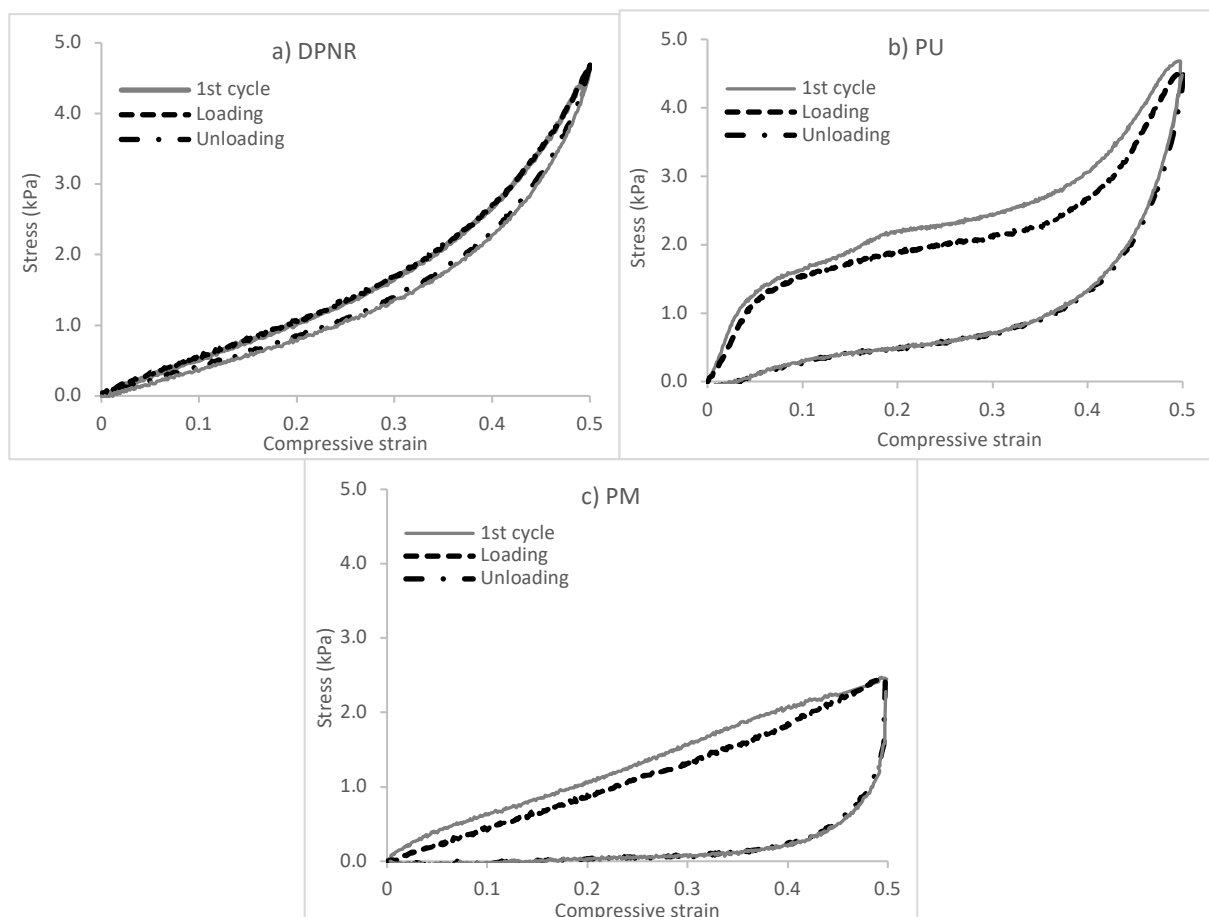 a) DPNR
1st cycle
Loading
Unloading
Stress (kPa)
5.0
4.0
3.0
2.0
1.0
0.0
0 0.1 0.2 0.3 0.4 0.5
Compressive strain
b) PU
1st cycle
Loading
Unloading
Stress (kPa)
5.0
4.0
3.0
2.0
1.0
0.0
0 0.1 0.2 0.3 0.4 0.5
Compressive strain
c) PM
1st cycle
Loading
Unloading
Stress (kPa)
5.0
4.0
3.0
2.0
1.0
0.0
0 0.1 0.2 0.3 0.4 0.5
Compressive strain